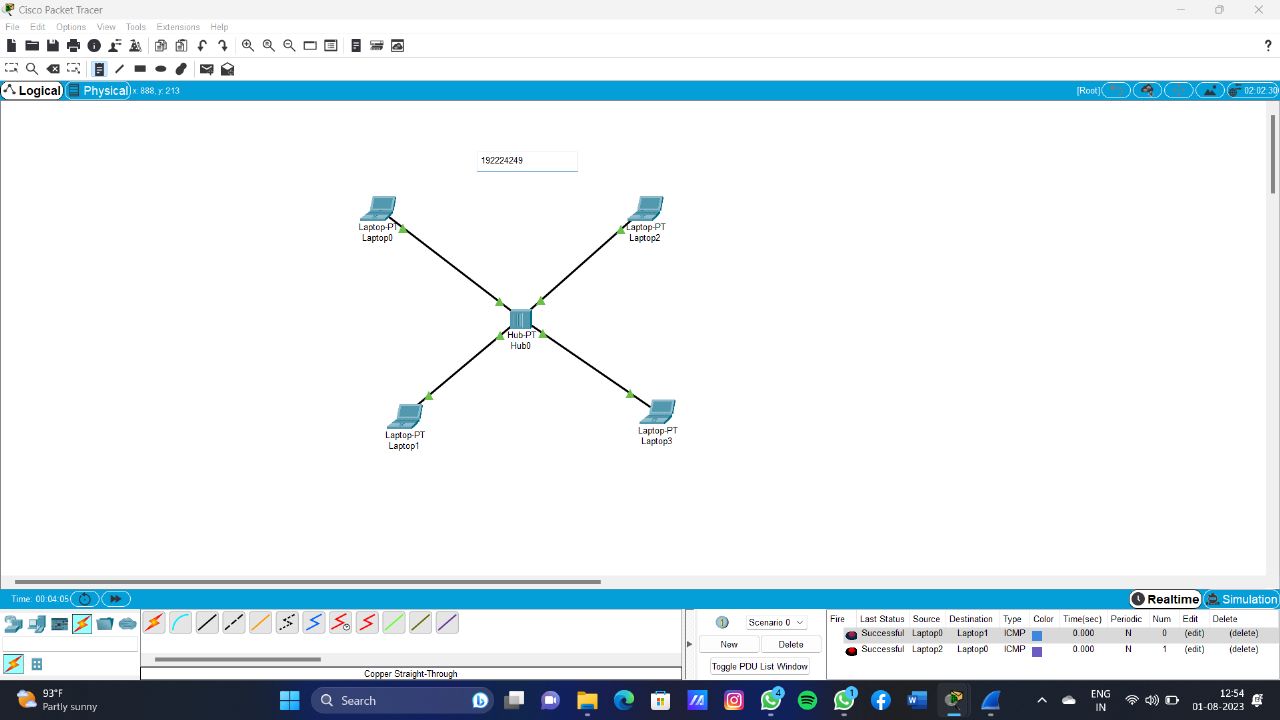 Cisco Packet Tracer
File Edit Options View Tools Extensions Help
?
Logical Physical x: 888, y: 213 [Root] 02:02:30
192224249
Laptop-PT
Laptop0
Laptop-PT
Laptop2
Hub-PT
Hub0
Laptop-PT
Laptop1
Laptop-PT
Laptop3
Time: 00:04:05 Realtime Simulation
Scenario 0
New Delete
Toggle PDU List Window
Copper Straight-Through
Fire Last Status Source Destination Type Color Time(sec) Periodic Num Edit Delete
Successful Laptop0 Laptop1 ICMP 0.000 N 0 (edit) (delete)
Successful Laptop2 Laptop0 ICMP 0.000 N 1 (edit) (delete)
93°F
Partly sunny
Search
4
1
ENG
IN
12:54
01-08-2023